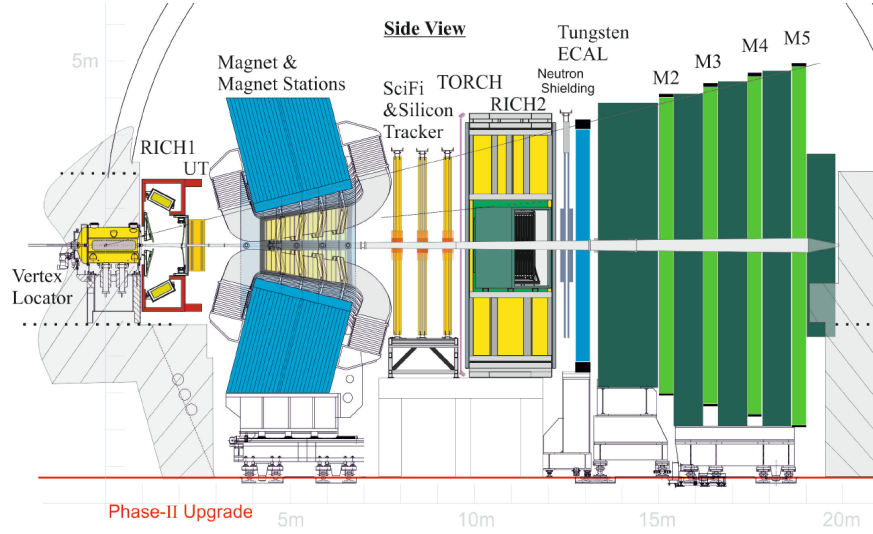 Side View
5m
Magnet &
Magnet Stations
SciFi
&Silicon
Tracker
TORCH
RICH2
Tungsten
ECAL
Neutron
Shielding
M2
M3
M4
M5
RICH1
UT
Vertex
Locator
Phase-II Upgrade
5m
10m
15m
20m